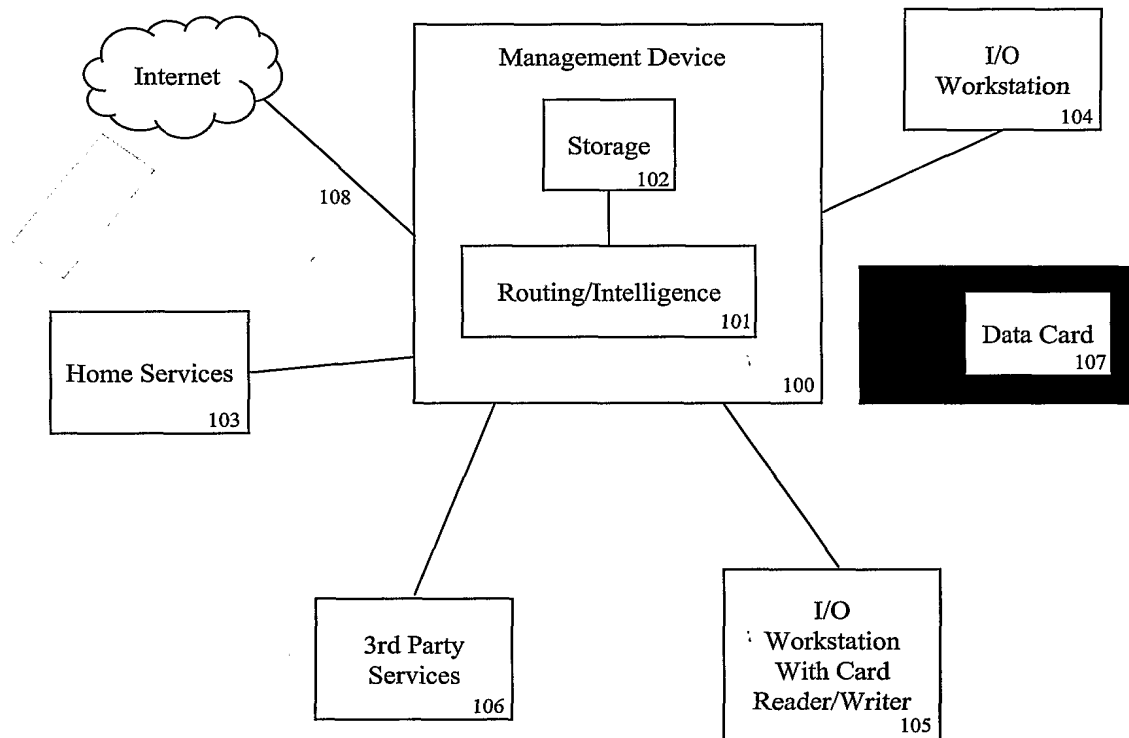 Internet
Management Device
I/O
Workstation
104
Storage
102
108
Routing/Intelligence
101
Data Card
107
Home Services
103
100
3rd Party
Services
106
I/O
Workstation
With Card
Reader/Writer
105